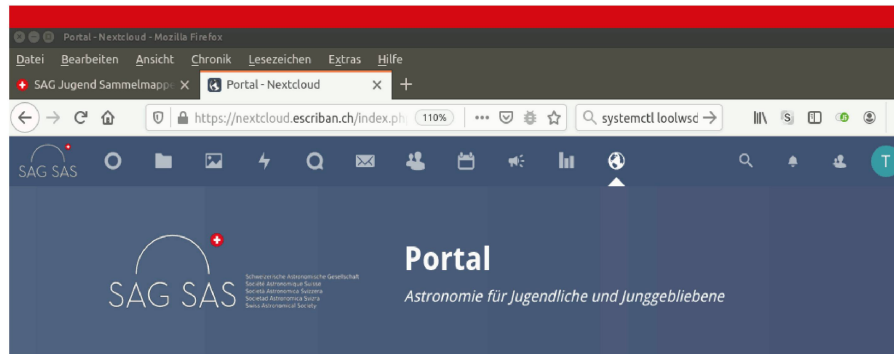 Portal - Nextcloud - Mozilla Firefox
Datei Bearbeiten Ansicht Chronik Lesezeichen Extras Hilfe
SAG Jugend Sammelmappe Portal - Nextcloud
https://nextcloud.escriban.ch/index.ph 110% systemctl loolwsd
S
SAG SAS
T
SAG SAS
Schweizerische Astronomische Gesellschaft
Société Astronomique Suisse
Società Astronomica Svizzera
Societad Astronomica Svizra
Swiss Astronomical Society
Portal
Astronomie für Jugendliche und Junggebliebene